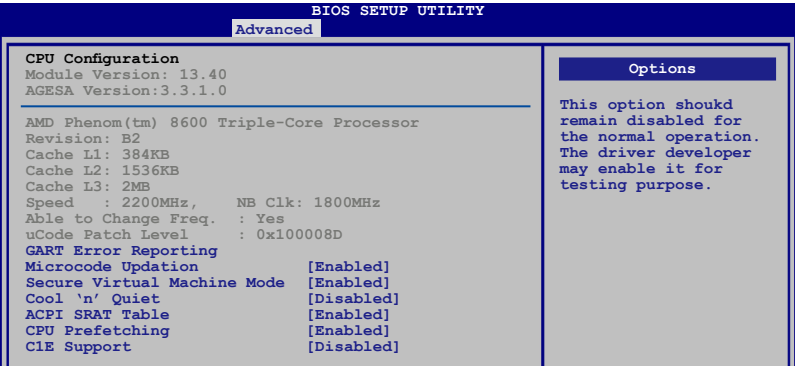 BIOS SETUP UTILITY
Advanced
CPU Configuration
Module Version: 13.40
AGESA Version:3.3.1.0
AMD Phenom(tm) 8600 Triple-Core Processor
Revision: B2
Cache L1: 384KB
Cache L2: 1536KB
Cache L3: 2MB
Speed : 2200MHz, NB Clk: 1800MHz
Able to Change Freq. : Yes
uCode Patch Level : 0x100008D
GART Error Reporting
Microcode Updation [Enabled]
Secure Virtual Machine Mode [Enabled]
Cool ‘n’ Quiet [Disabled]
ACPI SRAT Table [Enabled]
CPU Prefetching [Enabled]
C1E Support [Disabled]
Options
This option shoukd
remain disabled for
the normal operation.
The driver developer
may enable it for
testing purpose.